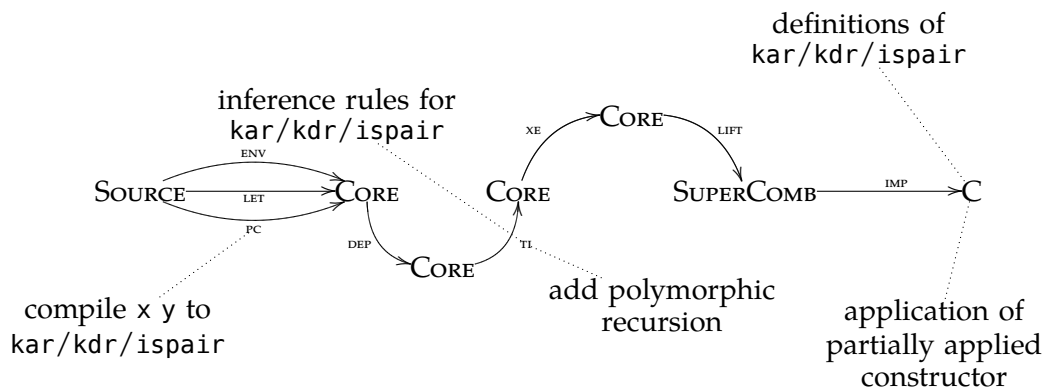 definitions of
kar/kdr/ispair
inference rules for
kar/kdr/ispair
XE
CORE
LIFT
ENV
SOURCE
LET
CORE
CORE
SUPERCOMB
IMP
C
PC
DEP
TI
CORE
compile x y to
kar/kdr/ispair
add polymorphic
recursion
application of
partially applied
constructor